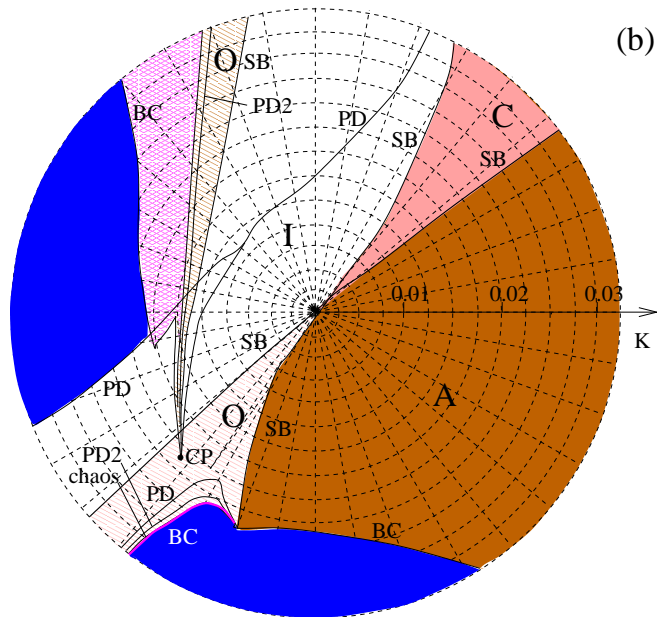 (b)
O
SB
BC
PD2
PD
C
SB
SB
I
0.01
0.02
0.03
K
SB
PD
A
O
SB
PD2
CP
chaos
PD
BC
BC